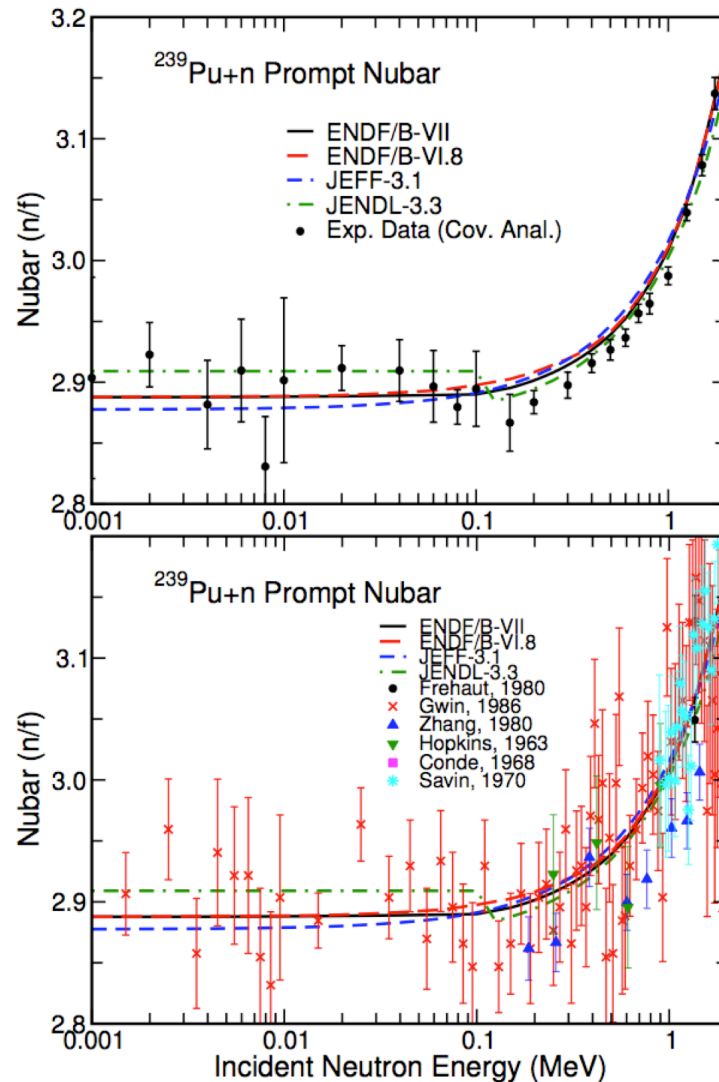 3.2
²³⁹Pu+n Prompt Nubar
ENDF/B-VII
ENDF/B-VI.8
JEFF-3.1
JENDL-3.3
Exp. Data (Cov. Anal.)
3.1
3.0
2.9
2.8
Nubar (n/f)
0.001 0.01 0.1 1
²³⁹Pu+n Prompt Nubar
ENDF/B-VII
ENDF/B-VI.8
JEFF-3.1
JENDL-3.3
Frehaut, 1980
Gwin, 1986
Zhang, 1980
Hopkins, 1963
Conde, 1968
Savin, 1970
3.1
3.0
2.9
2.8
Nubar (n/f)
0.001 0.01 0.1 1
Incident Neutron Energy (MeV)